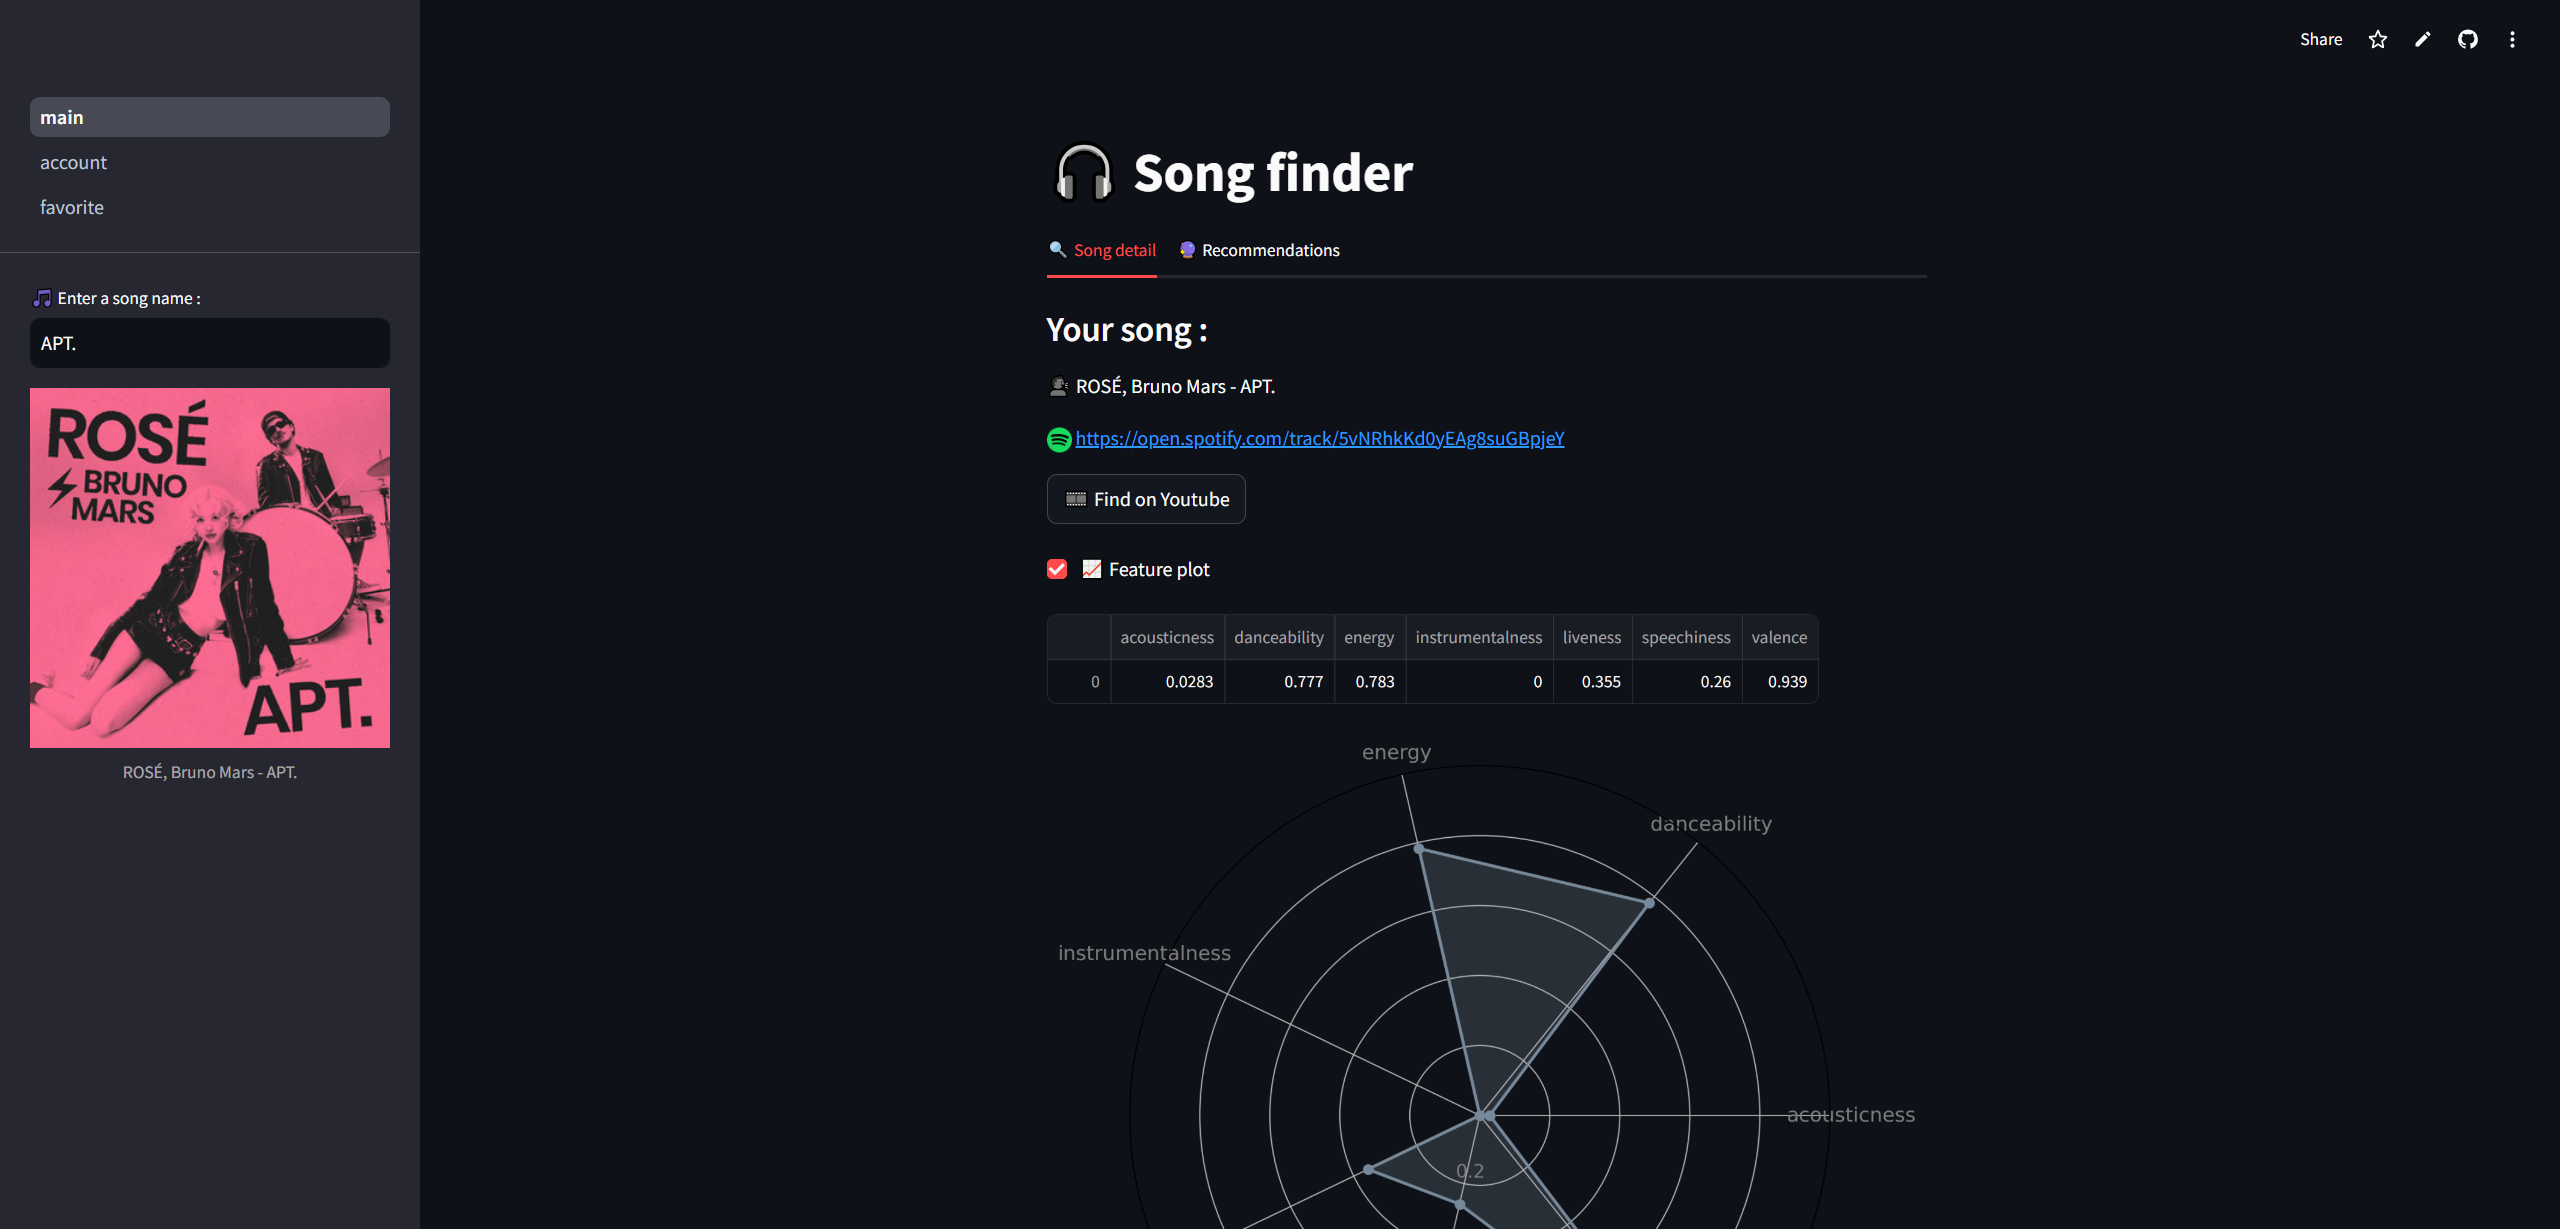 Share
main
account
favorite
Enter a song name :
APT.
ROSÉ
BRUNO
MARS
APT.
ROSÉ, Bruno Mars - APT.
Song finder
Song detail Recommendations
Your song :
ROSÉ, Bruno Mars - APT.
https://open.spotify.com/track/5vNRhkKd0yEAg8suGBpjeY
Find on Youtube
Feature plot
acousticness danceability energy instrumentalness liveness speechiness valence
0 0.0283 0.777 0.783 0 0.355 0.26 0.939
energy
danceability
instrumentalness
acousticness
0.2